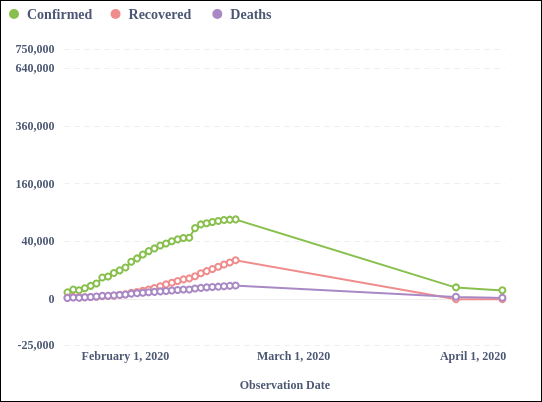 Confirmed Recovered Deaths
750,000
640,000
360,000
160,000
40,000
0
-25,000
February 1, 2020 March 1, 2020 April 1, 2020
Observation Date